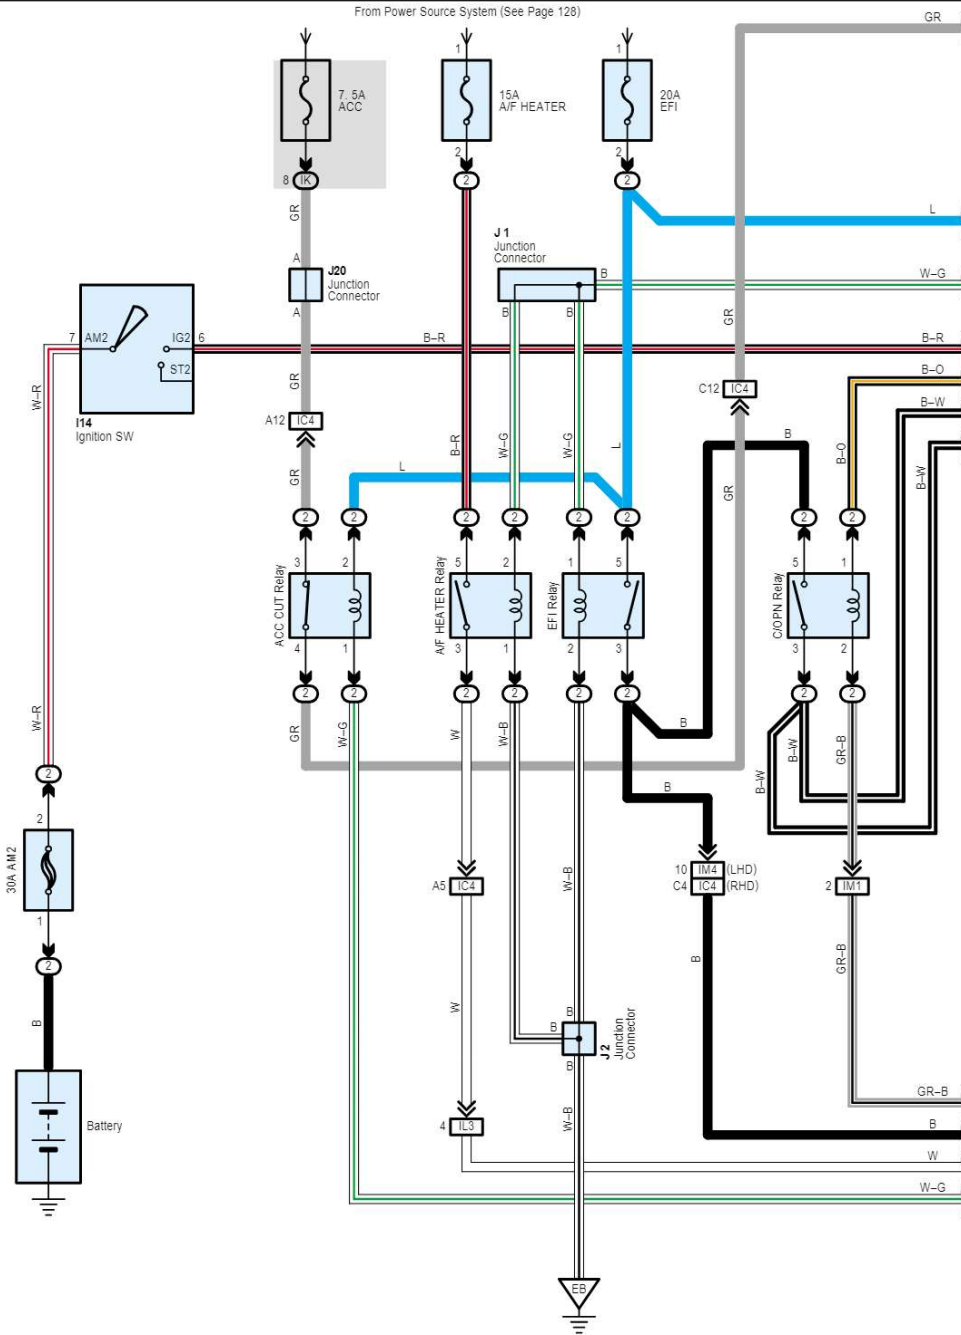 From Power Source System (See Page 128)
GR
1
1
7. 5A
ACC
15A
A/F HEATER
20A
EFI
2
2
8
IK
2
2
GR
L
J 1
Junction
Connector
A
J20
Junction
Connector
B
W–G
A
B
B
GR
7
AM2
IG2
6
B–R
B–R
ST2
GR
B–O
W–R
C12
IC4
B–W
I14
Ignition SW
A12
IC4
B–R
W–G
W–G
L
B
B–O
B–W
L
GR
GR
2
2
2
2
2
2
2
2
3
2
5
2
1
5
5
1
ACC CUT Relay
A/F HEATER Relay
EFI Relay
C/OPN Relay
4
1
3
1
2
3
3
2
2
2
2
2
2
2
2
2
W–R
GR
W–G
W
W–B
B
B–W
GR–B
B–W
2
B
2
30A AM2
10
IM4
(LHD)
A5
IC4
W–B
C4
IC4
(RHD)
2
IM1
1
2
B
GR–B
W
B
B
B
J 2
Junction
Connector
B
GR–B
Battery
4
IL3
W–B
B
W
W–G
EB